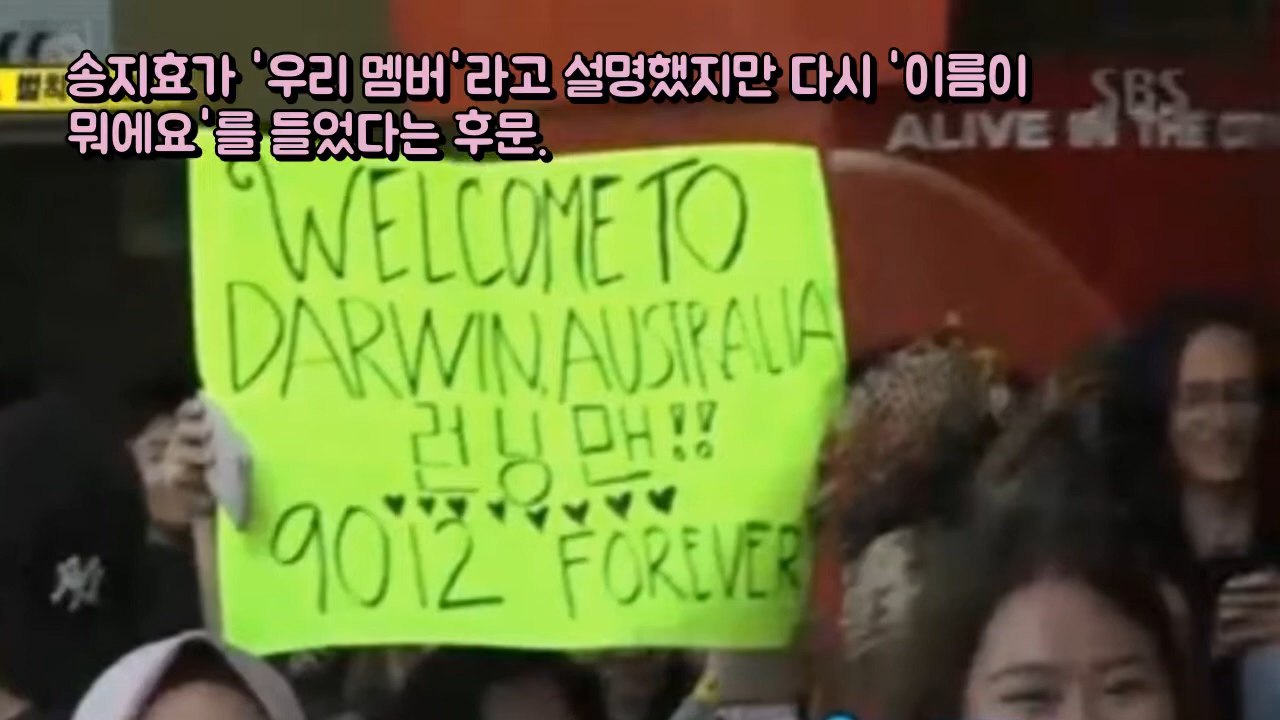 송지효가 '우리 멤버'라고 설명했지만 다시 '이름이
뭐에요'를 들었다는 후문.
벌칙
SBS
ALIVE IN THE
WELCOME TO
DARWIN, AUSTRALIA
런닝맨!!
9012 FOREVER